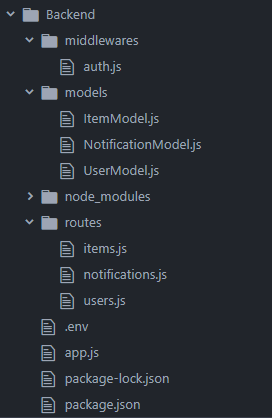 Backend
middlewares
auth.js
models
ItemModel.js
NotificationModel.js
UserModel.js
node_modules
routes
items.js
notifications.js
users.js
.env
app.js
package-lock.json
package.json